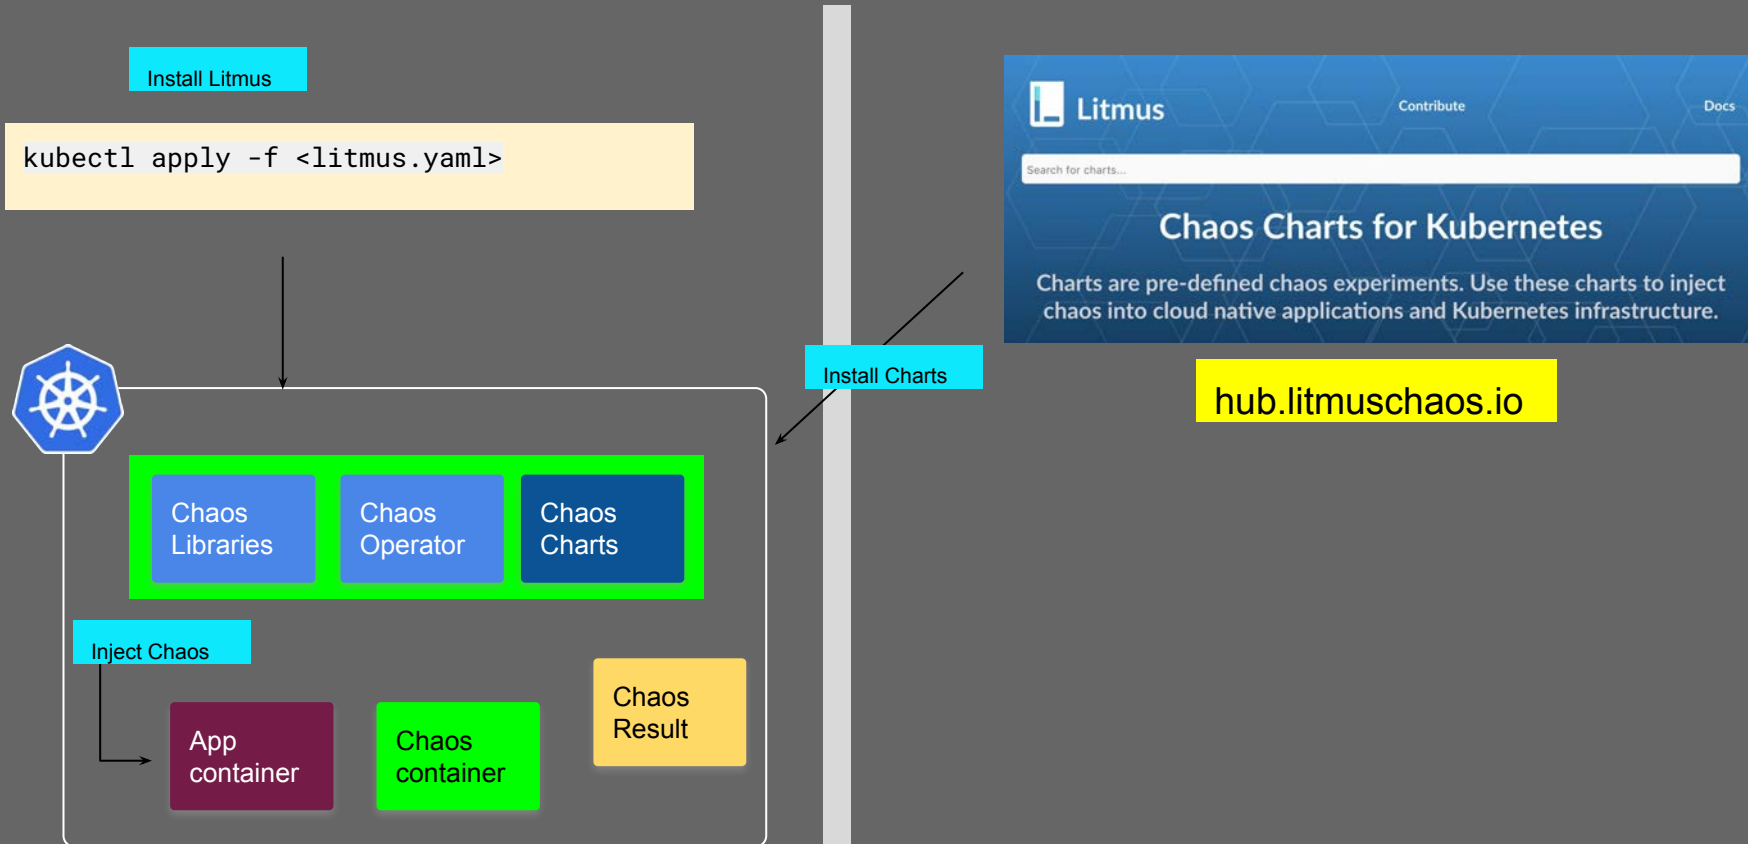 Install Litmus
kubectl apply -f <litmus.yaml>
Litmus
Contribute
Docs
Search for charts...
Chaos Charts for Kubernetes
Charts are pre-defined chaos experiments. Use these charts to inject
chaos into cloud native applications and Kubernetes infrastructure.
Install Charts
hub.litmuschaos.io
Chaos
Libraries
Chaos
Operator
Chaos
Charts
Inject Chaos
App
container
Chaos
container
Chaos
Result